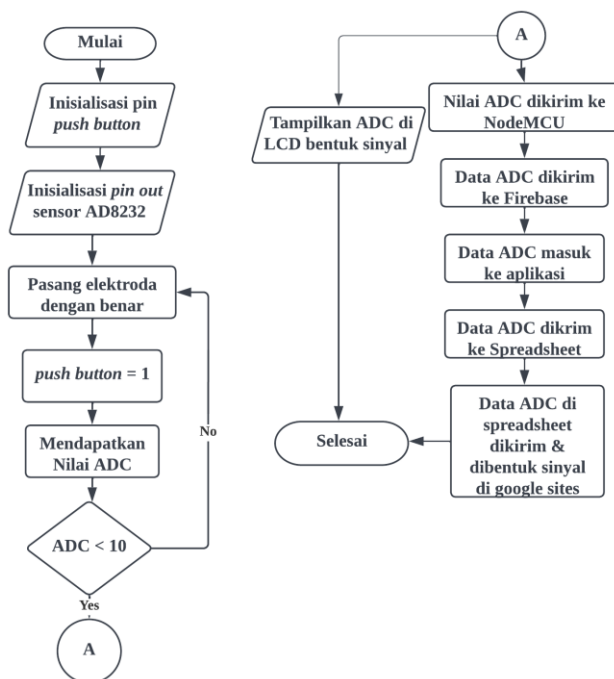 Mulai
Inisialisasi pin
push button
Inisialisasi pin out
sensor AD8232
Pasang elektroda
dengan benar
push button = 1
Mendapatkan
Nilai ADC
No
ADC < 10
Yes
A
A
Tampilkan ADC di
LCD bentuk sinyal
Nilai ADC dikirim ke
NodeMCU
Data ADC dikirim
ke Firebase
Data ADC masuk
ke aplikasi
Data ADC dikrim
ke Spreadsheet
Data ADC di
spreadsheet
dikirim &
dibentuk sinyal
di google sites
Selesai